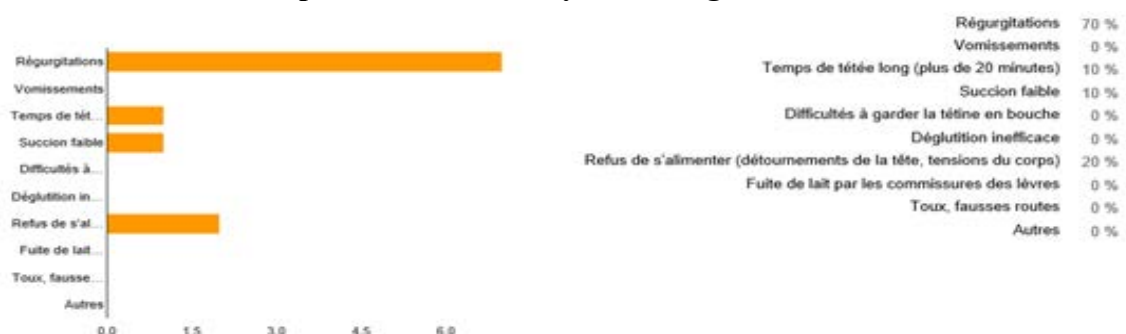 Régurgitations
Vomissements
Temps de tét...
Succion faible
Difficultés à...
Déglutition in...
Refus de s'al...
Fuite de lait...
Toux, fausse...
Autres
0.0 1.5 3.0 4.5 6.0
Régurgitations 70 %
Vomissements 0 %
Temps de tétée long (plus de 20 minutes) 10 %
Succion faible 10 %
Difficultés à garder la tétine en bouche 0 %
Déglutition inefficace 0 %
Refus de s'alimenter (détournements de la tête, tensions du corps) 20 %
Fuite de lait par les commissures des lèvres 0 %
Toux, fausses routes 0 %
Autres 0 %